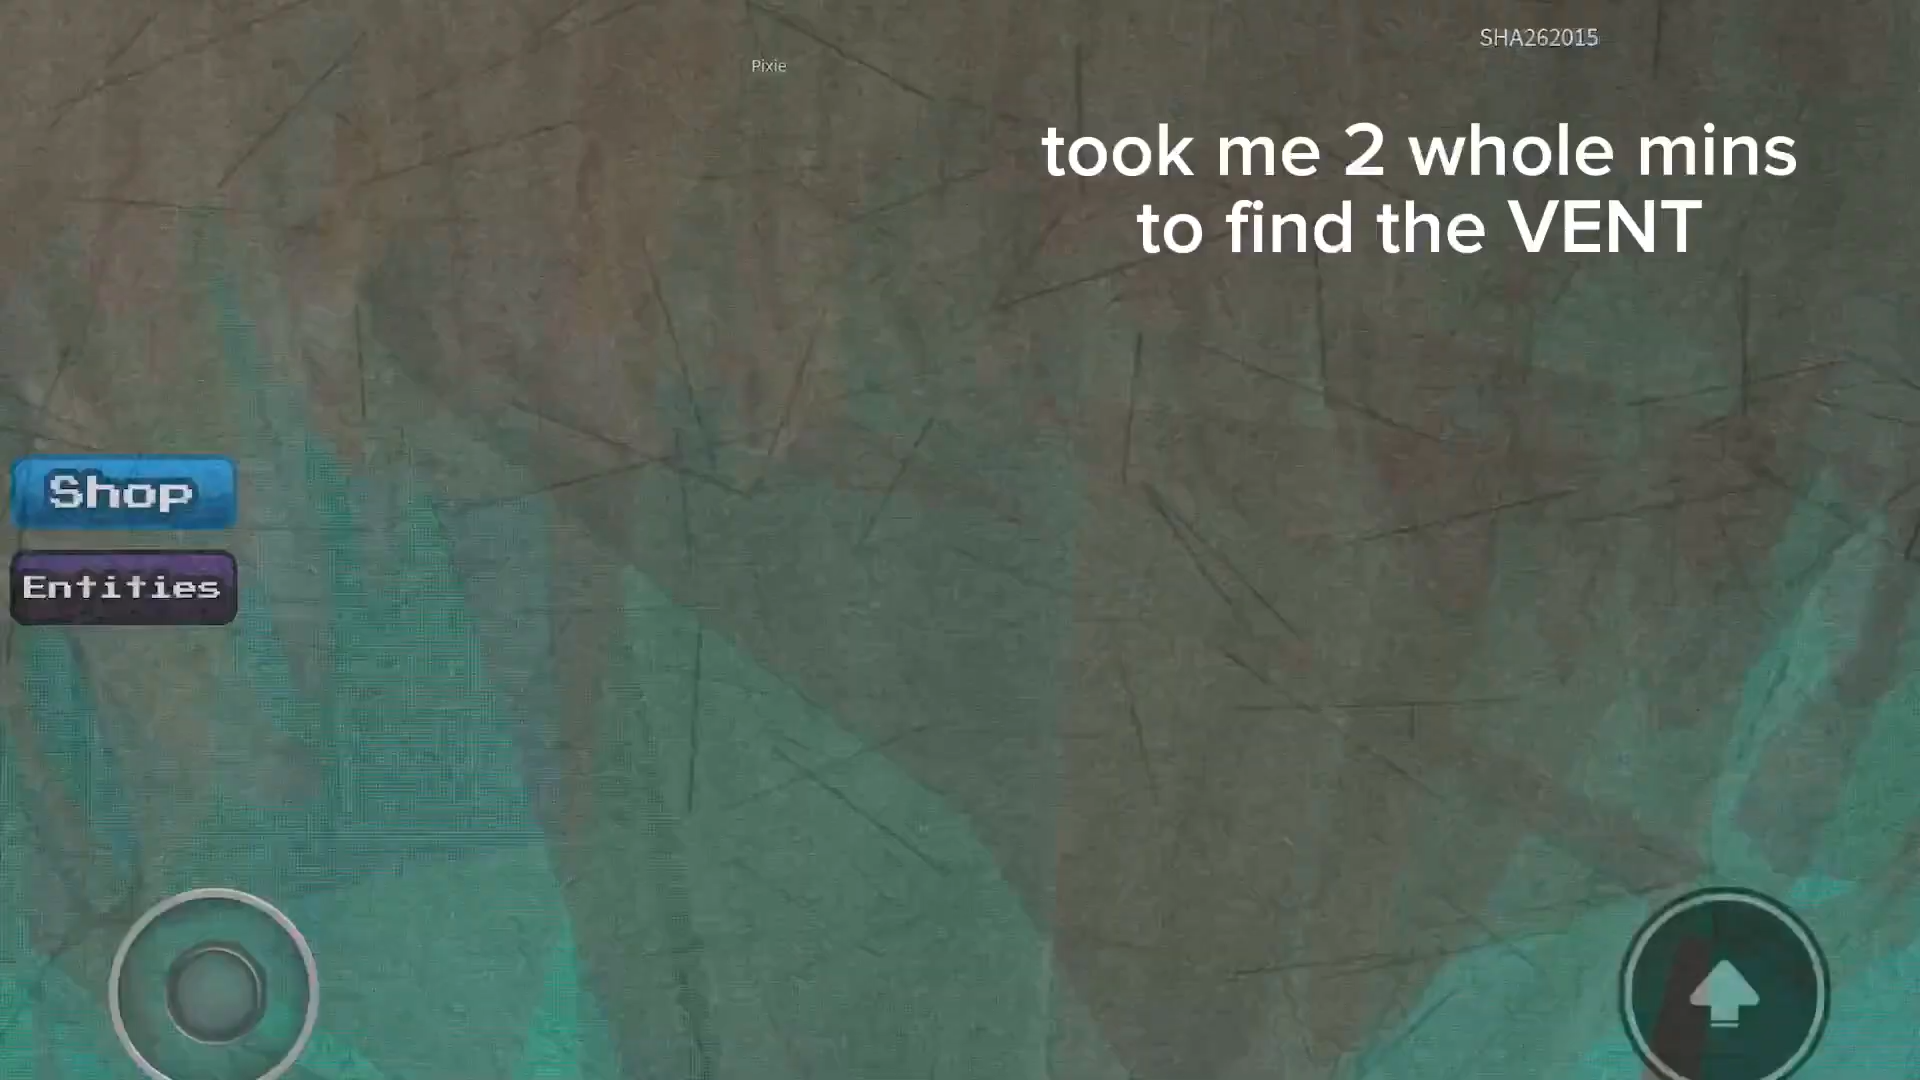 SHA262015
Pixie
took me 2 whole mins
to find the VENT
Shop
Entities